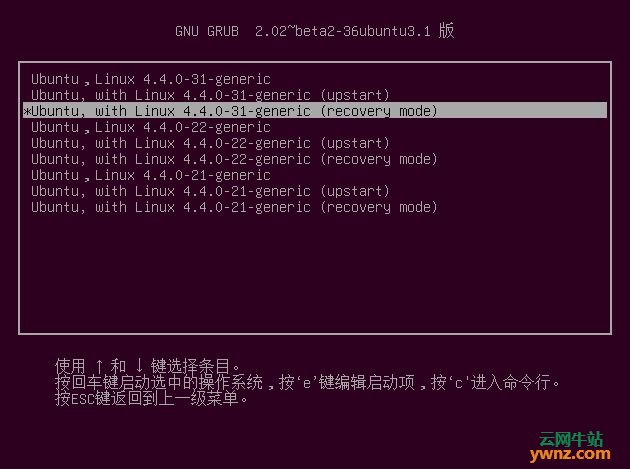 GNU GRUB 2.02~beta2-36ubuntu3.1 版
Ubuntu，Linux 4.4.0-31-generic
Ubuntu, with Linux 4.4.0-31-generic (upstart)
*Ubuntu, with Linux 4.4.0-31-generic (recovery mode)
Ubuntu，Linux 4.4.0-22-generic
Ubuntu, with Linux 4.4.0-22-generic (upstart)
Ubuntu, with Linux 4.4.0-22-generic (recovery mode)
Ubuntu，Linux 4.4.0-21-generic
Ubuntu, with Linux 4.4.0-21-generic (upstart)
Ubuntu, with Linux 4.4.0-21-generic (recovery mode)
使用 ↑ 和 ↓ 键选择条目。
按回车键启动选中的操作系统，按‘e’键编辑启动项，按‘c’进入命令行。
按ESC键返回到上一级菜单。
云网牛站
ywnz.com